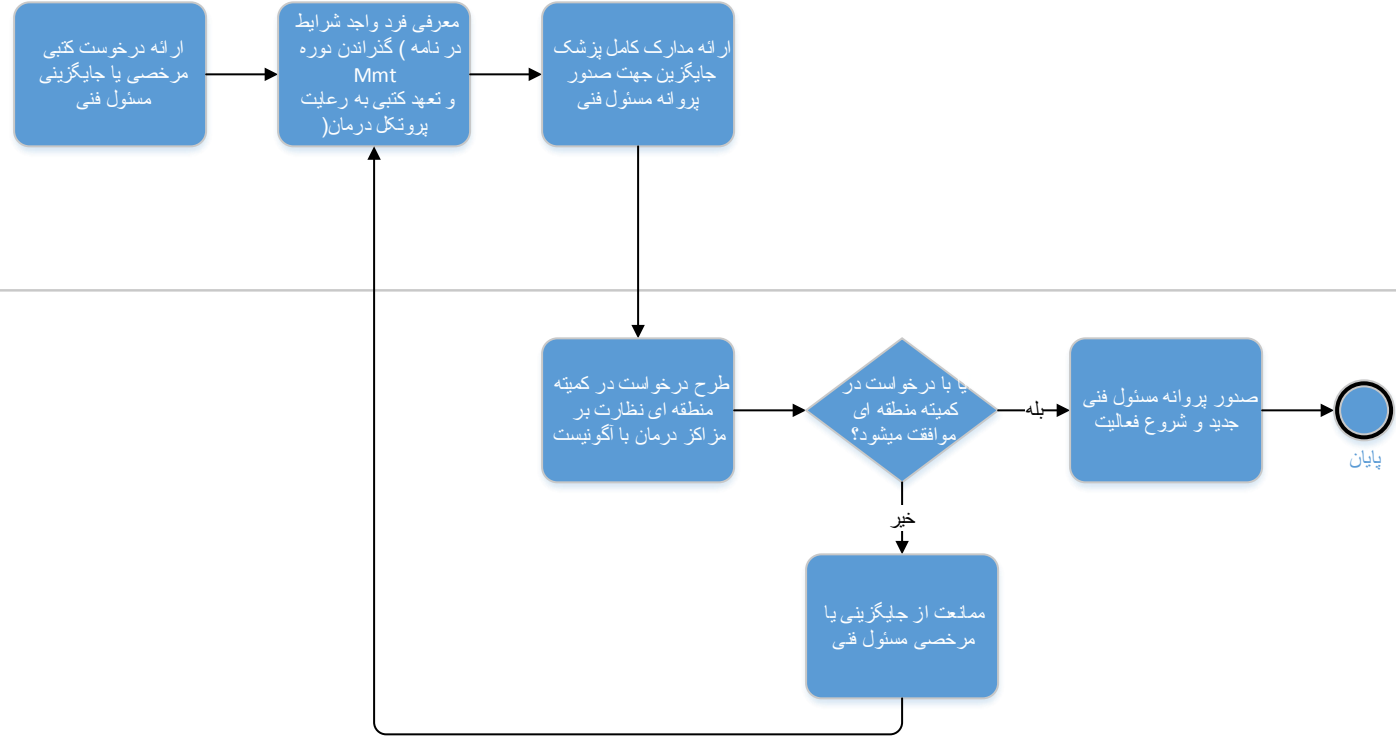 ارائه درخوست کتبی
مرخصی یا جایگزینی
مسئول فنی
معرفی فرد واجد شرایط
در نامه ) گذراندن دوره
Mmt
و تعهد کتبی به رعایت
پروتکل درمان(
ارائه مدارک کامل پزشک
جایگزین جهت صدور
پروانه مسئول فنی
طرح درخواست در کمیته
منطقه ای نظارت بر
مزاکز درمان با آگونیست
یا با درخواست در
کمیته منطقه ای
موافقت میشود؟
بله
صدور پروانه مسئول فنی
جدید و شروع فعالیت
پایان
خیر
ممانعت از جایگزینی یا
مرخصی مسئول فنی